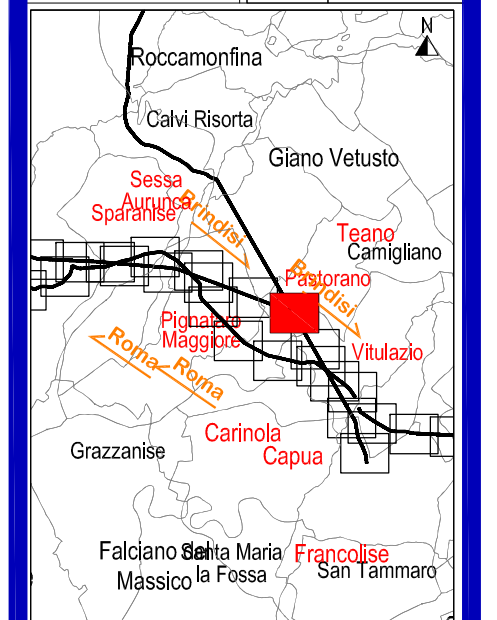 N
Roccamonfina
Calvi Risorta
Giano Vetusto
Sessa
Aurunca
Sparanise
Brindisi
Teano
Camigliano
Pastorano
Brindisi
Pignataro
Maggiore
Vitulazio
Roma
Roma
Carinola
Grazzanise
Capua
Falciano del
Massico
Santa Maria
la Fossa
Francolise
San Tammaro